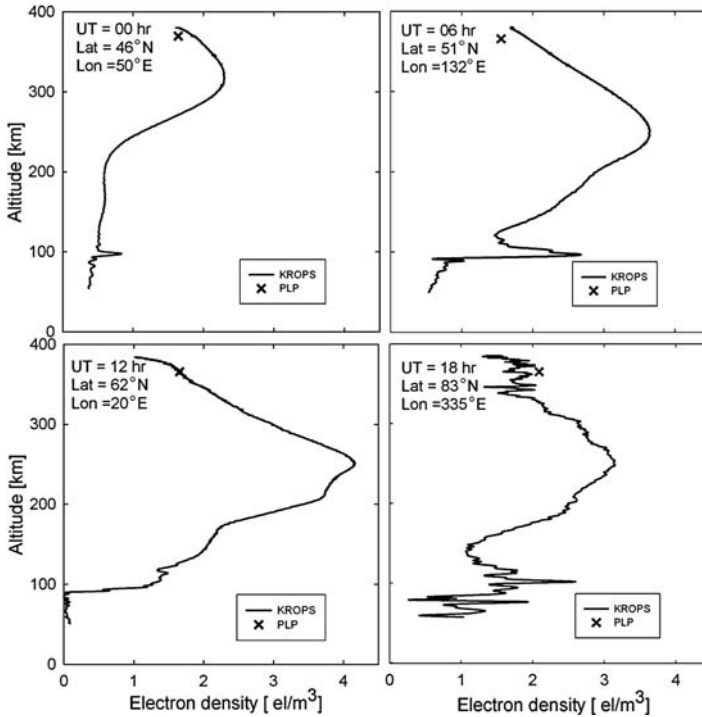 400
300
200
100
0
Altitude [km]
UT = 00 hr
Lat = 46°N
Lon =50°E
KROPS
PLP
UT = 06 hr
Lat = 51°N
Lon =132°E
KROPS
PLP
400
300
200
100
0
Altitude [km]
UT = 12 hr
Lat = 62°N
Lon =20°E
KROPS
PLP
UT = 18 hr
Lat = 83°N
Lon =335°E
KROPS
PLP
0 1 2 3 4
1 2 3 4
Electron density [ el/m³]
Electron density [ el/m³]